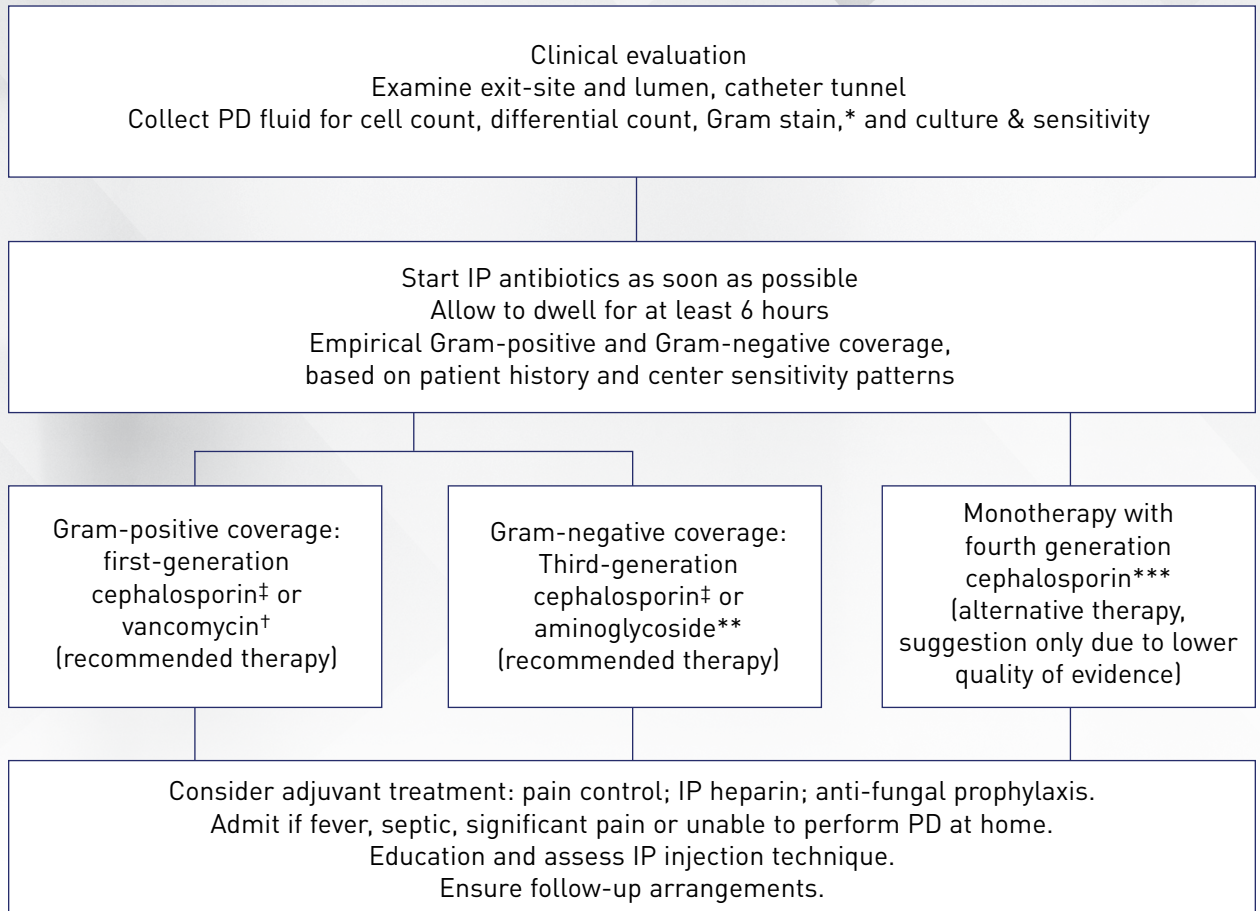 Clinical evaluation
Examine exit-site and lumen, catheter tunnel
Collect PD fluid for cell count, differential count, Gram stain,* and culture & sensitivity
Start IP antibiotics as soon as possible
Allow to dwell for at least 6 hours
Empirical Gram-positive and Gram-negative coverage,
based on patient history and center sensitivity patterns
Gram-positive coverage:
first-generation
cephalosporin‡ or
vancomycin†
(recommended therapy)
Gram-negative coverage:
Third-generation
cephalosporin‡ or
aminoglycoside**
(recommended therapy)
Monotherapy with
fourth generation
cephalosporin***
(alternative therapy,
suggestion only due to lower
quality of evidence)
Consider adjuvant treatment: pain control; IP heparin; anti-fungal prophylaxis.
Admit if fever, septic, significant pain or unable to perform PD at home.
Education and assess IP injection technique.
Ensure follow-up arrangements.